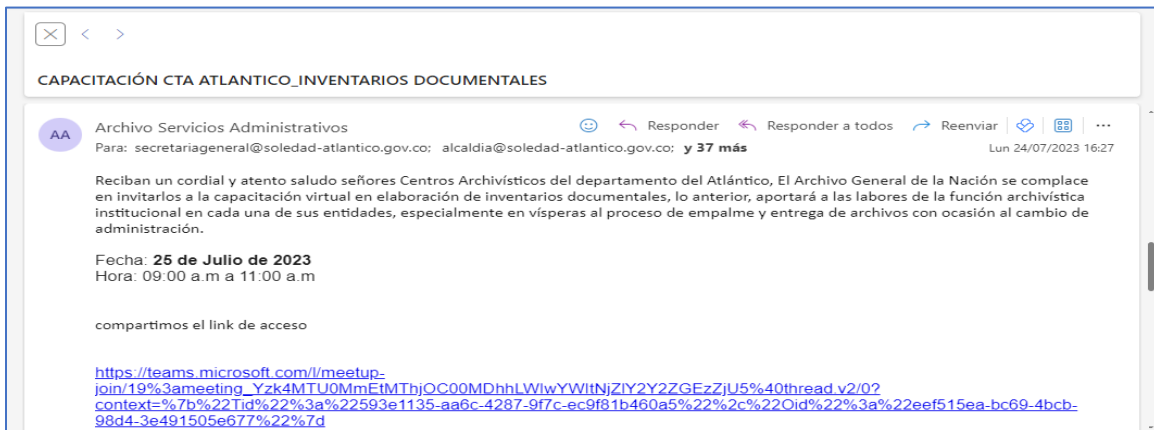 CAPACITACIÓN CTA ATLANTICO_INVENTARIOS DOCUMENTALES
AA
Archivo Servicios Administrativos
Responder
Responder a todos
Reenviar
Para: secretariageneral@soledad-atlantico.gov.co; alcaldia@soledad-atlantico.gov.co; y 37 más
Lun 24/07/2023 16:27
Reciban un cordial y atento saludo señores Centros Archivísticos del departamento del Atlántico, El Archivo General de la Nación se complace
en invitarlos a la capacitación virtual en elaboración de inventarios documentales, lo anterior, aportará a las labores de la función archivística
institucional en cada una de sus entidades, especialmente en vísperas al proceso de empalme y entrega de archivos con ocasión al cambio de
administración.
Fecha: 25 de Julio de 2023
Hora: 09:00 a.m a 11:00 a.m
compartimos el link de acceso
https://teams.microsoft.com/l/meetup-
join/19%3ameeting_Yzk4MTU0MmEtMThjOC00MDhhLWIwYWItNjZlY2Y2ZGEzZjU5%40thread.v2/0?
context=%7b%22Tid%22%3a%22593e1135-aa6c-4287-9f7c-ec9f81b460a5%22%2c%22Oid%22%3a%22eef515ea-bc69-4bcb-
98d4-3e491505e677%22%7d